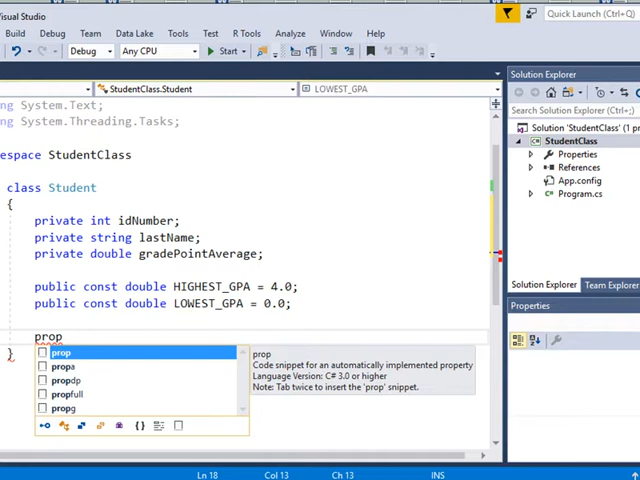 Visual Studio
Quick Launch (Ctrl+;)
Build Debug Team Data Lake Tools Test R Tools Analyze Window Help
Debug Any CPU Start
StudentClass.Student LOWEST_GPA
ng System.Text;
ng System.Threading.Tasks;
espace StudentClass
class Student
{
private int idNumber;
private string lastName;
private double gradePointAverage;
public const double HIGHEST_GPA = 4.0;
public const double LOWEST_GPA = 0.0;
prop
}
prop
propa
propdp
propfull
propg
{ }
prop
Code snippet for an automatically implemented property
Language Version: C# 3.0 or higher
Note: Tab twice to insert the 'prop' snippet.
Solution Explorer
Search Solution Explorer (Ctrl+;)
Solution 'StudentClass' (1 pr
C# StudentClass
Properties
References
App.config
C# Program.cs
Solution Explorer Team Explorer
Properties
Ln 18 Col 13 Ch 13 INS